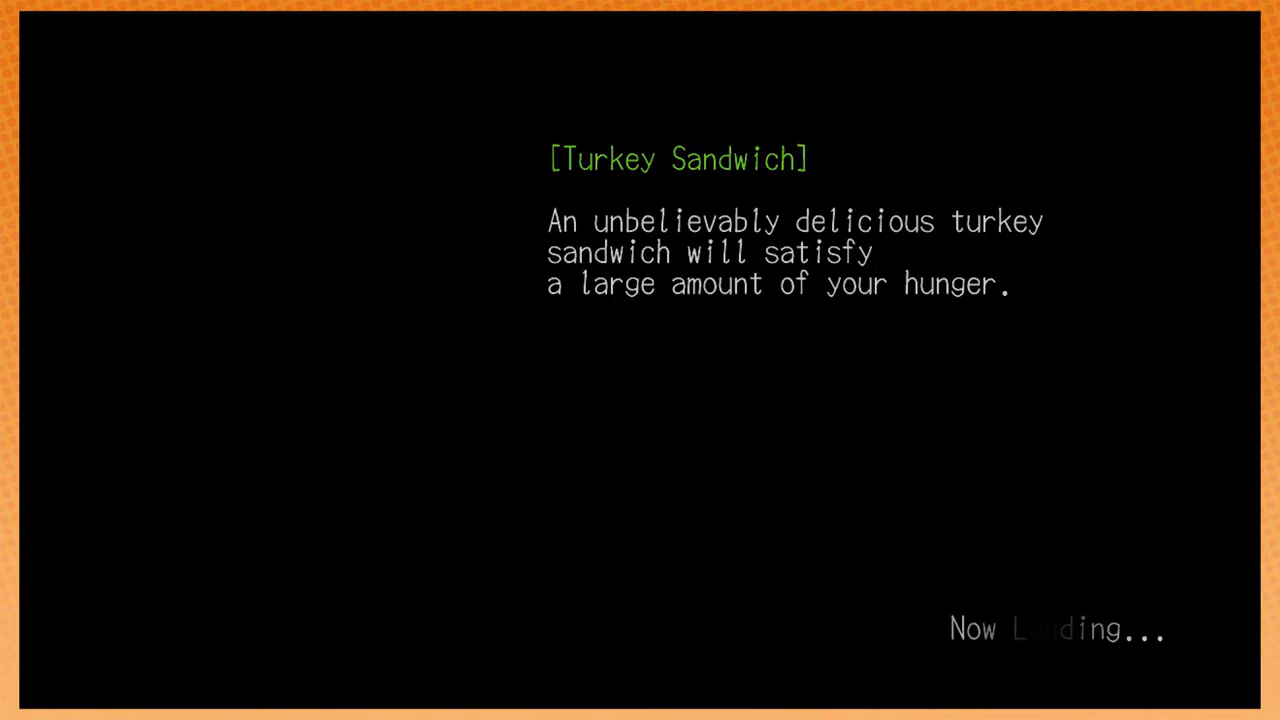 [Turkey Sandwich]
An unbelievably delicious turkey
sandwich will satisfy
a large amount of your hunger.
Now Loading...